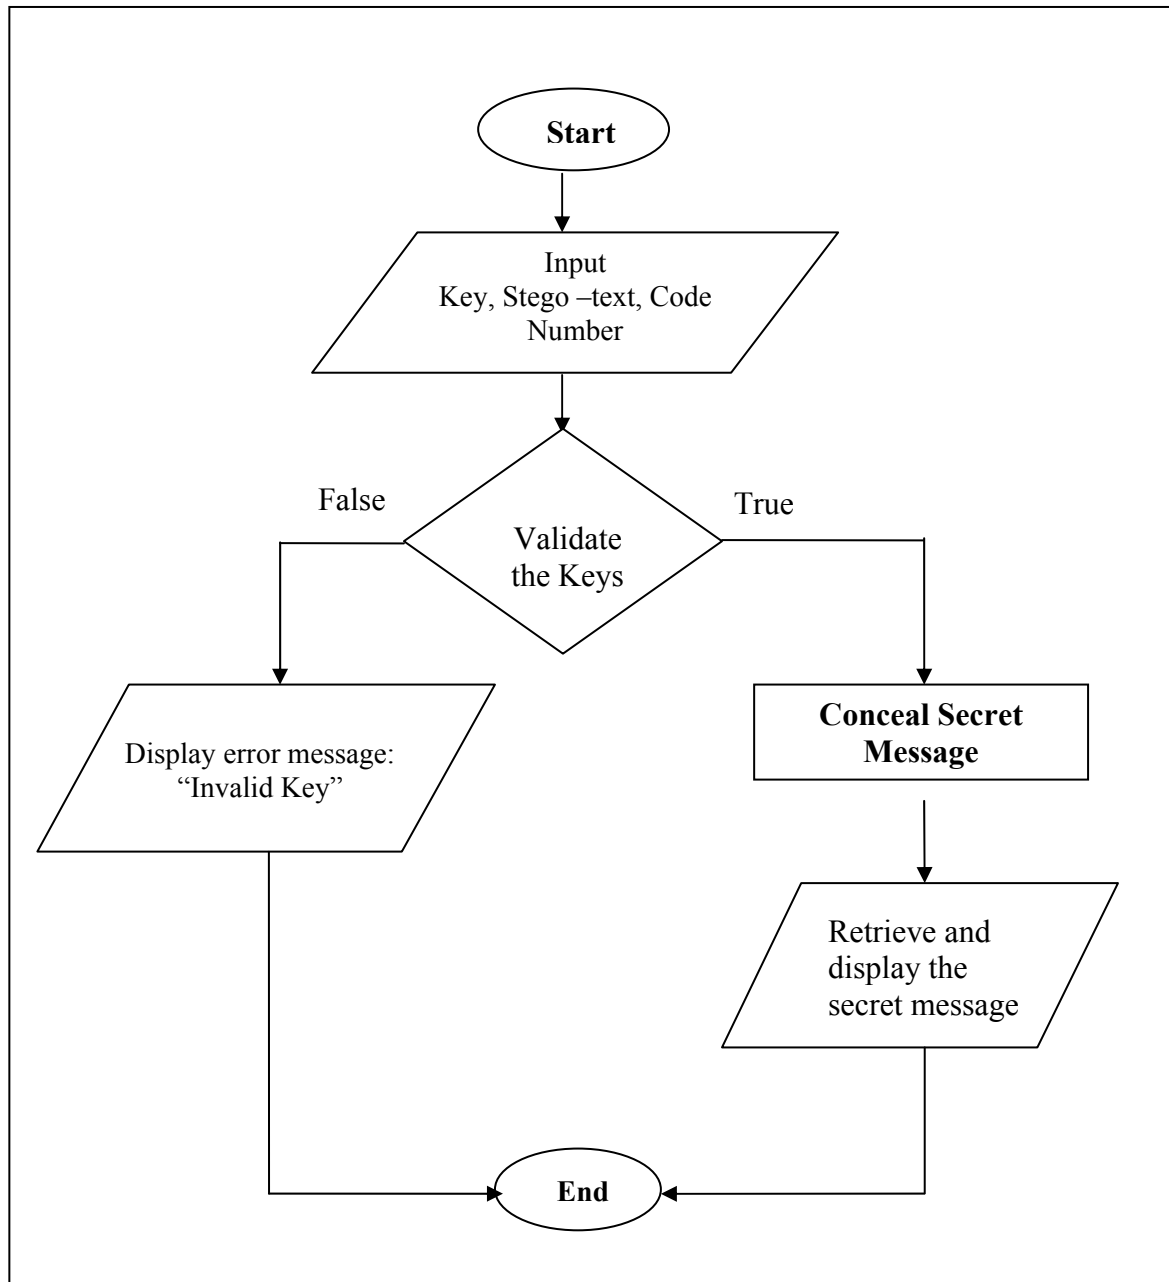 Start
Input
Key, Stego –text, Code
Number
False
True
Validate
the Keys
Display error message:
“Invalid Key”
Conceal Secret
Message
Retrieve and
display the
secret message
End